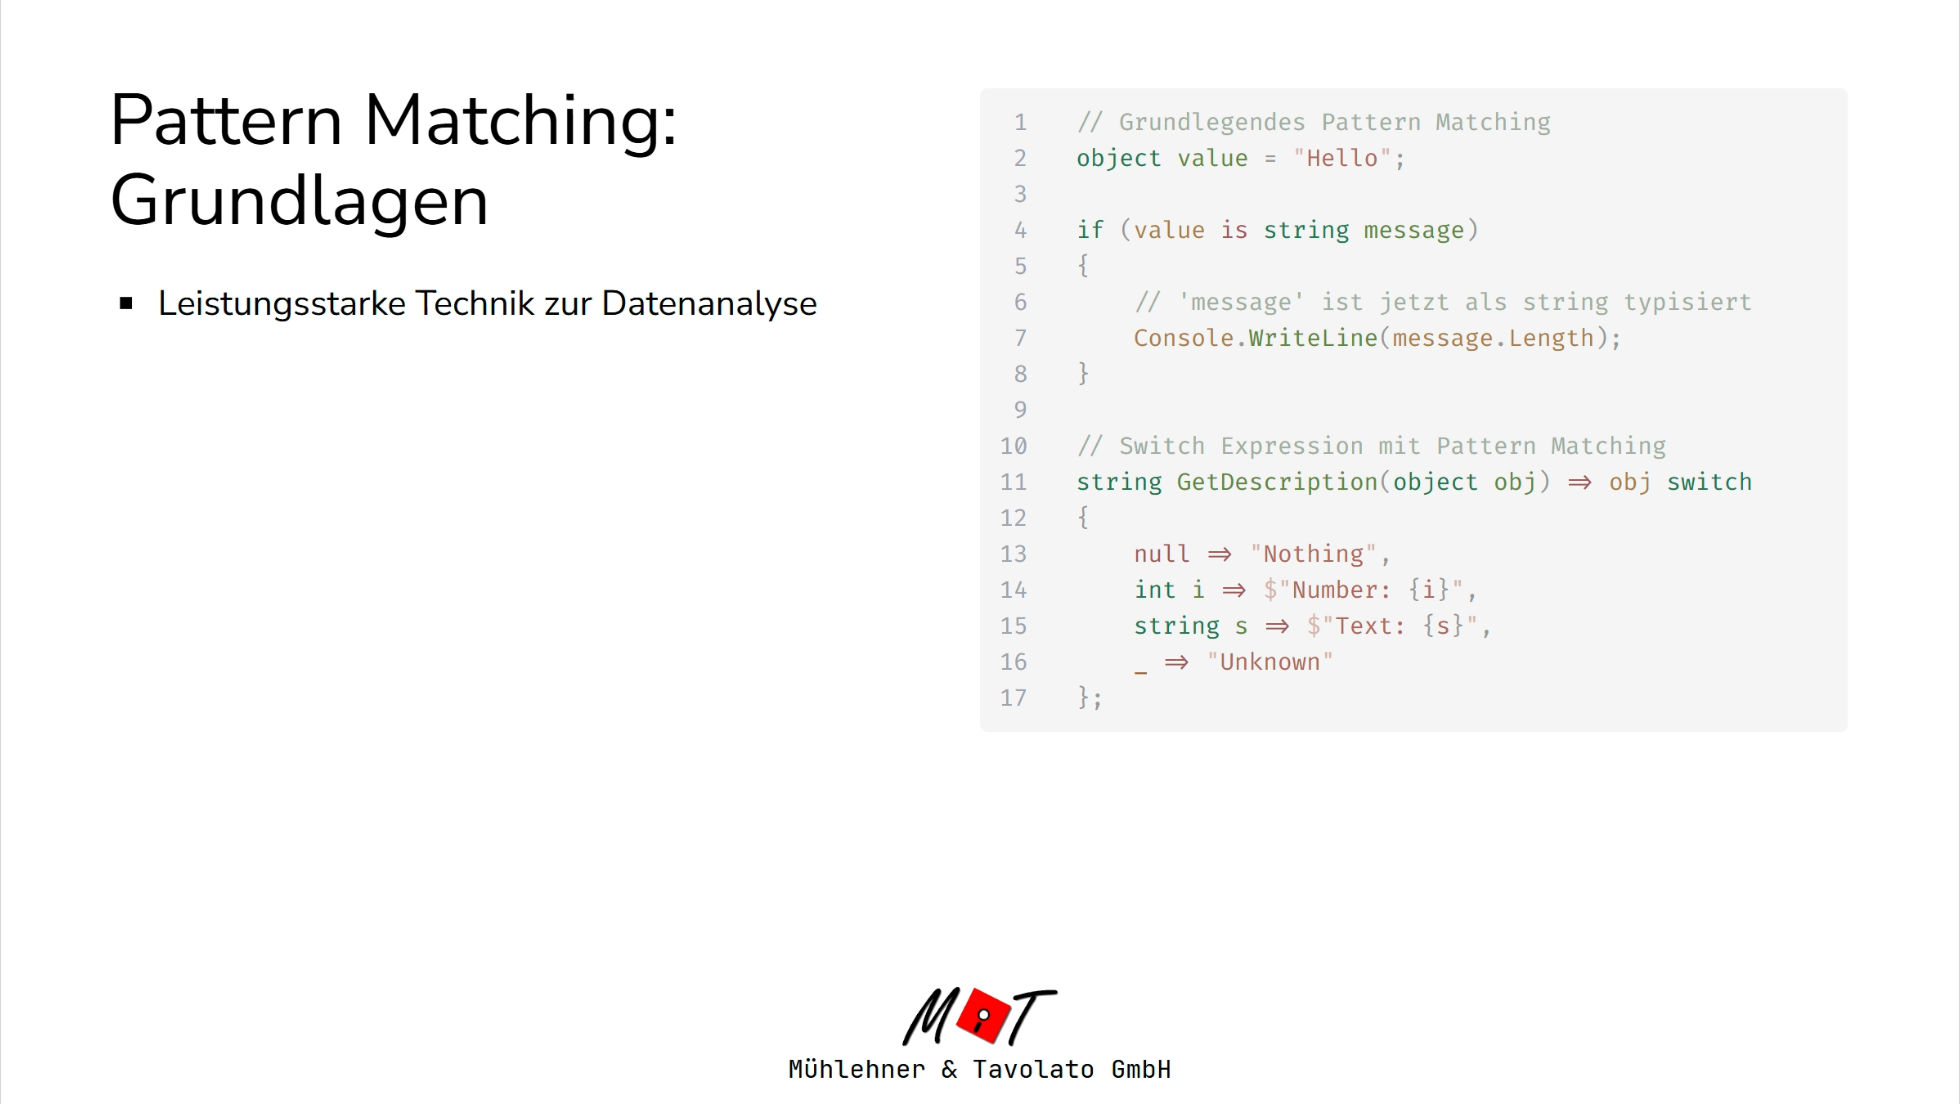 Pattern Matching:
Grundlagen
▪ Leistungsstarke Technik zur Datenanalyse
1 // Grundlegendes Pattern Matching
2 object value = "Hello";
3
4 if (value is string message)
5 {
6     // 'message' ist jetzt als string typisiert
7     Console.WriteLine(message.Length);
8 }
9
10 // Switch Expression mit Pattern Matching
11 string GetDescription(object obj) => obj switch
12 {
13     null => "Nothing",
14     int i => $"Number: {i}",
15     string s => $"Text: {s}",
16     _ => "Unknown"
17 };
M T
Mühlehner & Tavolato GmbH